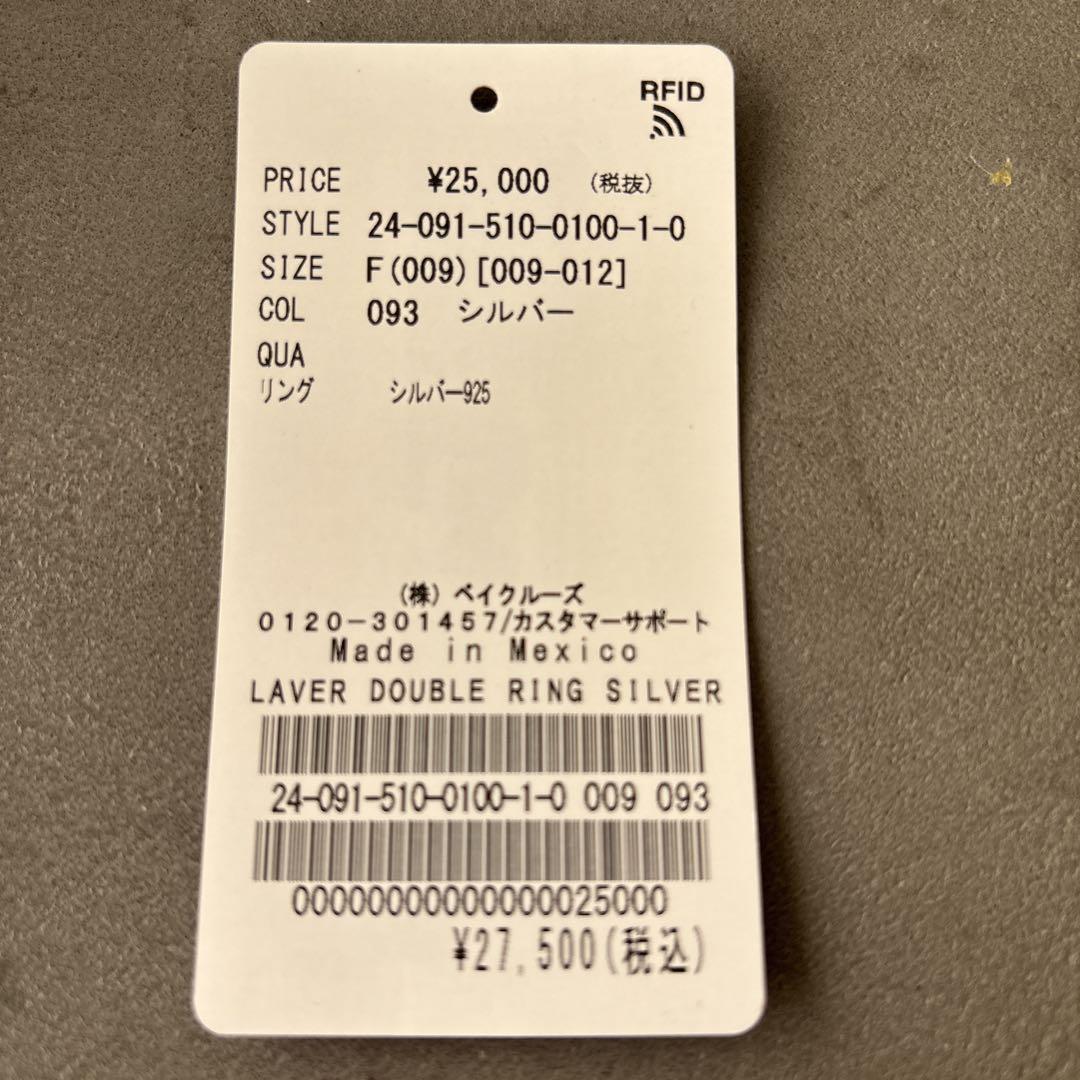 RFID
PRICE ¥25,000 (税抜)
STYLE 24-091-510-0100-1-0
SIZE F(009)[009-012]
COL 093 シルバー
QUA
リング シルバー925
(株) ベイクルーズ
0120-301457/カスタマーサポート
Made in Mexico
LAVER DOUBLE RING SILVER
24-091-510-0100-1-0 009 093
00000000000000025000
¥27,500(税込)